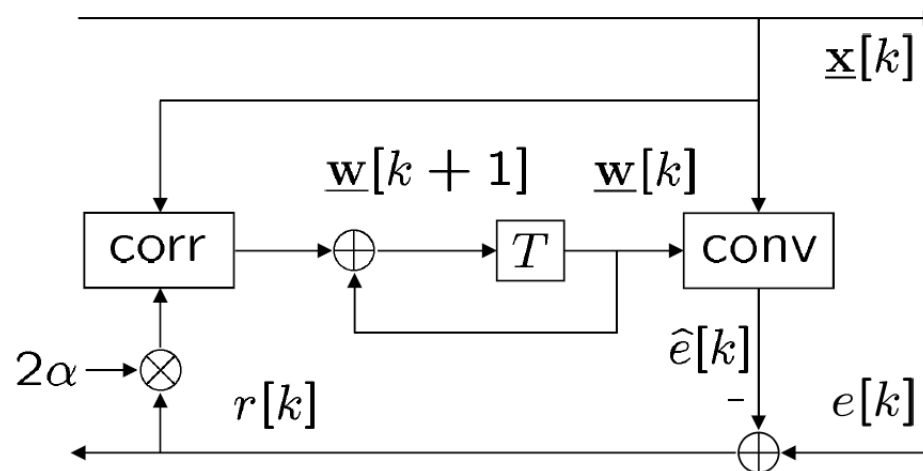 x[k]
w[k + 1]
w[k]
corr
T
conv
ê[k]
2α
r[k]
-
e[k]